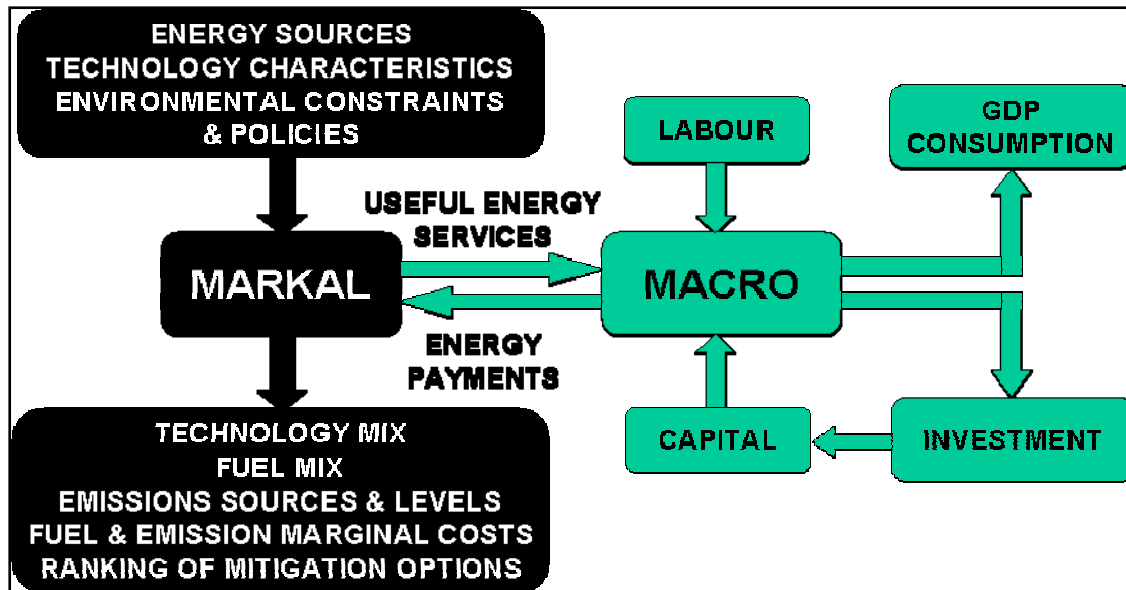 ENERGY SOURCES
TECHNOLOGY CHARACTERISTICS
ENVIRONMENTAL CONSTRAINTS
& POLICIES
LABOUR
GDP
CONSUMPTION
USEFUL ENERGY
SERVICES
MARKAL
MACRO
ENERGY
PAYMENTS
CAPITAL
INVESTMENT
TECHNOLOGY MIX
FUEL MIX
EMISSIONS SOURCES & LEVELS
FUEL & EMISSION MARGINAL COSTS
RANKING OF MITIGATION OPTIONS